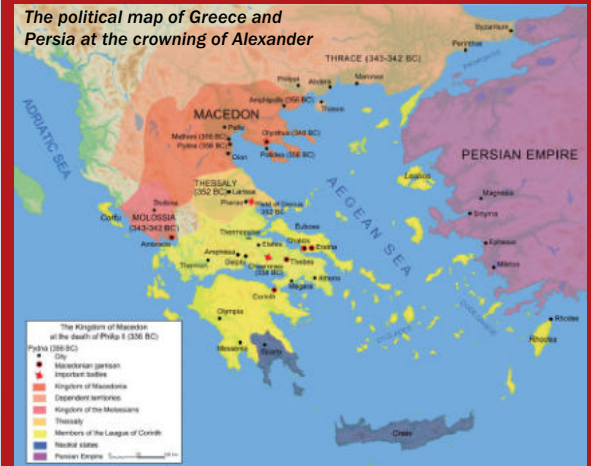 The political map of Greece and
Persia at the crowning of Alexander
Byzantium
Perinthus
PROPONTIS
THRACE (343-342 BC)
Philippi
Abdera
Maroneia
Amphipolis (356 BC)
Thasos
MACEDON
Pella
Methoni (355 BC)
Olynthus (348 BC)
Pydna (356 BC)
Potidea (356 BC)
Dion
ADRIATIC SEA
PERSIAN EMPIRE
THESSALY
(352 BC)
Larissa
Pherae
Field of Crocus
352 BC
Lesbos
AEGEAN SEA
Dodona
Corfu
MOLOSSIA
(343-342 BC)
Ambracia
Magnesia
Smyrna
Thermopylae
Euboea
Elateia
Chalcis
Eretria
Amphissa
Delphi
Chaeronea
(338 BC)
Thebes
Thermon
Ephesus
Miletus
Athens
Megara
Corinth
Olympia
CYCLADES
DODECANESE
Rhodes
Rhodes
Messene
Sparta
Crete
The Kingdom of Macedon
at the death of Philip II (336 BC)
Pydna (356 BC)
City
Macedonian garrison
Important battles
Kingdom of Macedonia
Dependent territories
Kingdom of the Molossians
Thessaly
Members of the League of Corinth
Neutral states
Persian Empire